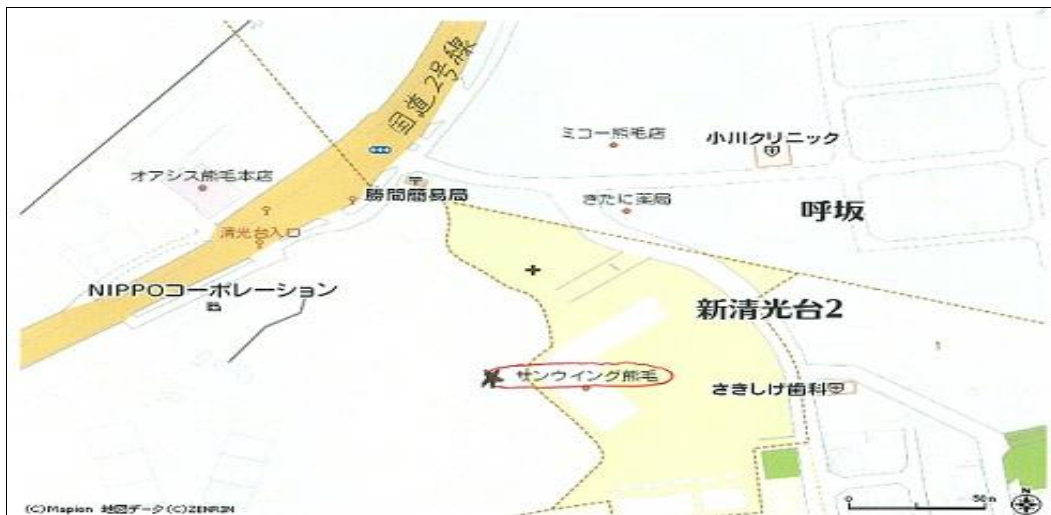 国道2号線
ミコー熊毛店
小川クリニック
オアシス熊毛本店
勝間簡易局
きたに薬局
呼坂
清光台入口
NIPPOコーポレーション
新清光台2
サンウイング熊毛
さきしげ歯科
0 50m
N
(C)Mapion 地図データ(C)ZENRIN